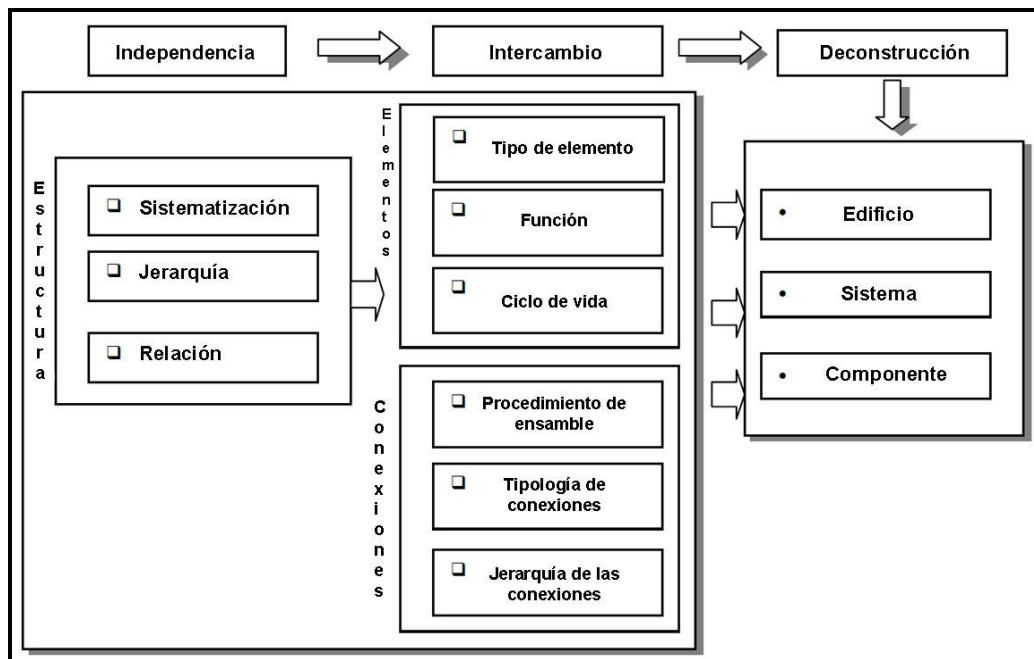 Independencia
Intercambio
Deconstrucción
Estructura
Sistematización
Jerarquía
Relación
Elementos
Tipo de elemento
Función
Ciclo de vida
Conexiones
Procedimiento de
ensamble
Tipología de
conexiones
Jerarquía de las
conexiones
• Edificio
• Sistema
• Componente